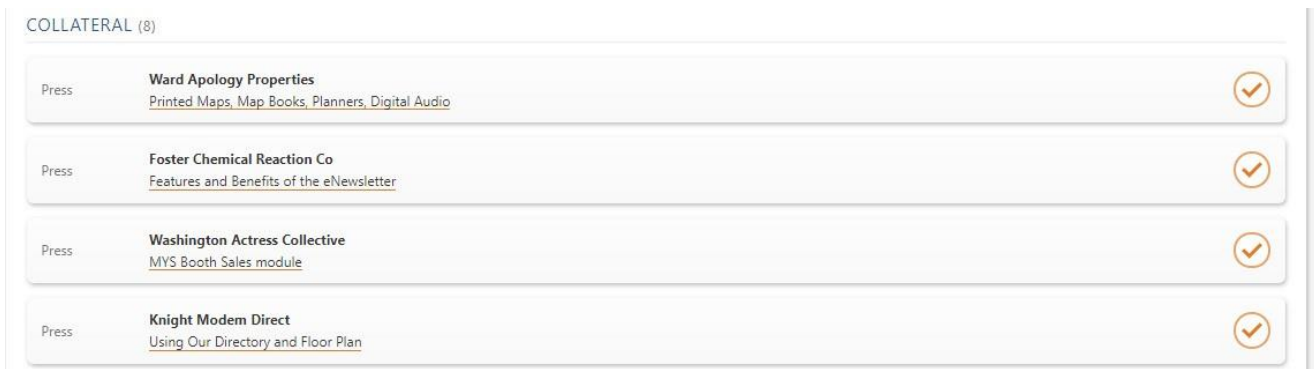 COLLATERAL (8)
Press
Ward Apology Properties
Printed Maps, Map Books, Planners, Digital Audio
Press
Foster Chemical Reaction Co
Features and Benefits of the eNewsletter
Press
Washington Actress Collective
MYS Booth Sales module
Press
Knight Modem Direct
Using Our Directory and Floor Plan